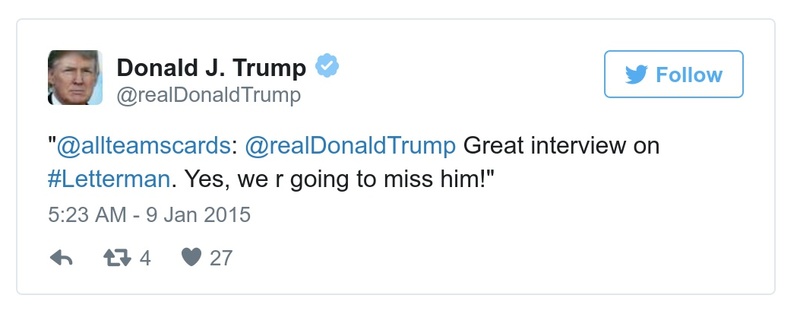 Donald J. Trump
@realDonaldTrump
Follow
"@allteamscards: @realDonaldTrump Great interview on
#Letterman. Yes, we r going to miss him!"
5:23 AM - 9 Jan 2015
4 27